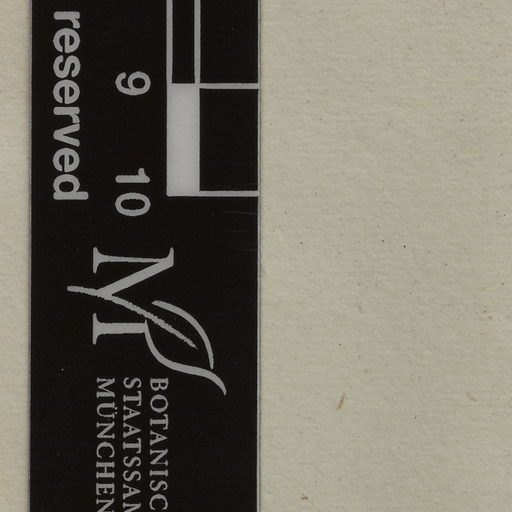 reserved
9 10
M
BOTANISC
STAATSSAM
MÜNCHEN